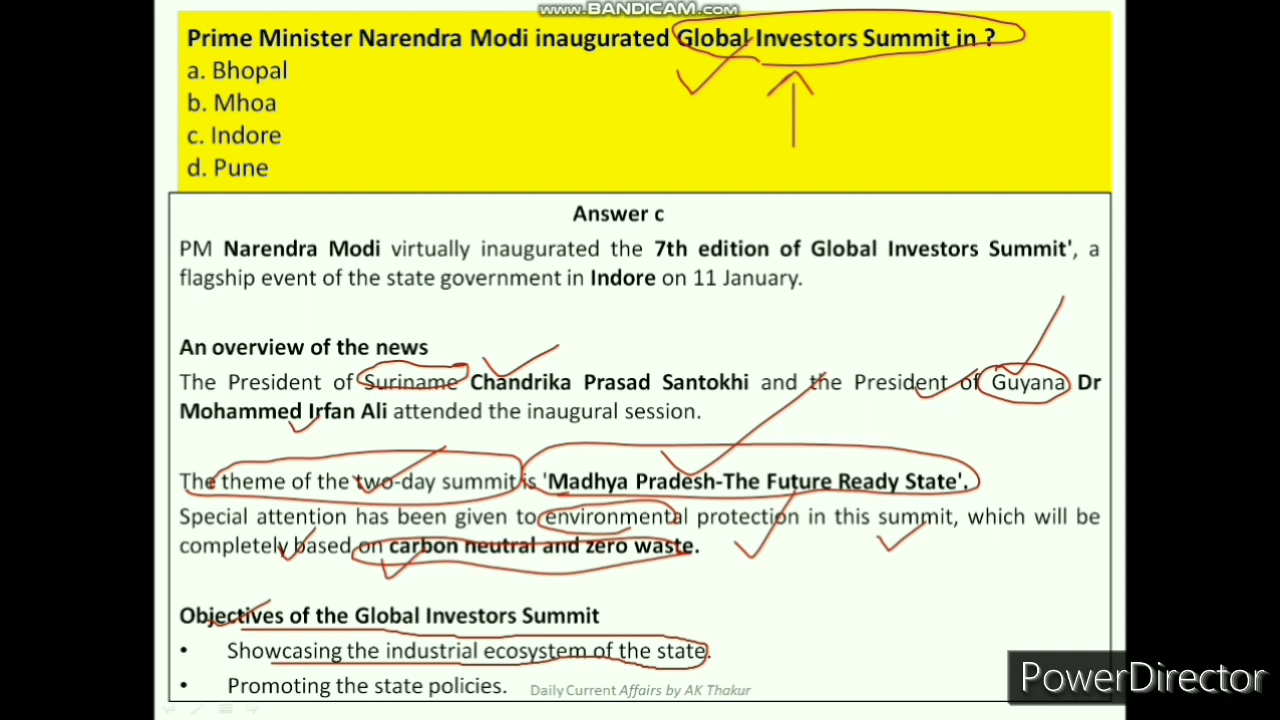 www.BANDICAM.com
Prime Minister Narendra Modi inaugurated Global Investors Summit in ?
a. Bhopal
b. Mhoa
c. Indore
d. Pune
Answer c
PM Narendra Modi virtually inaugurated the 7th edition of Global Investors Summit', a
flagship event of the state government in Indore on 11 January.
An overview of the news
The President of Suriname Chandrika Prasad Santokhi and the President of Guyana Dr
Mohammed Irfan Ali attended the inaugural session.
The theme of the two-day summit is 'Madhya Pradesh-The Future Ready State'.
Special attention has been given to environmental protection in this summit, which will be
completely based on carbon neutral and zero waste.
Objectives of the Global Investors Summit
• Showcasing the industrial ecosystem of the state.
• Promoting the state policies.
Daily Current Affairs by AK Thakur
PowerDirector